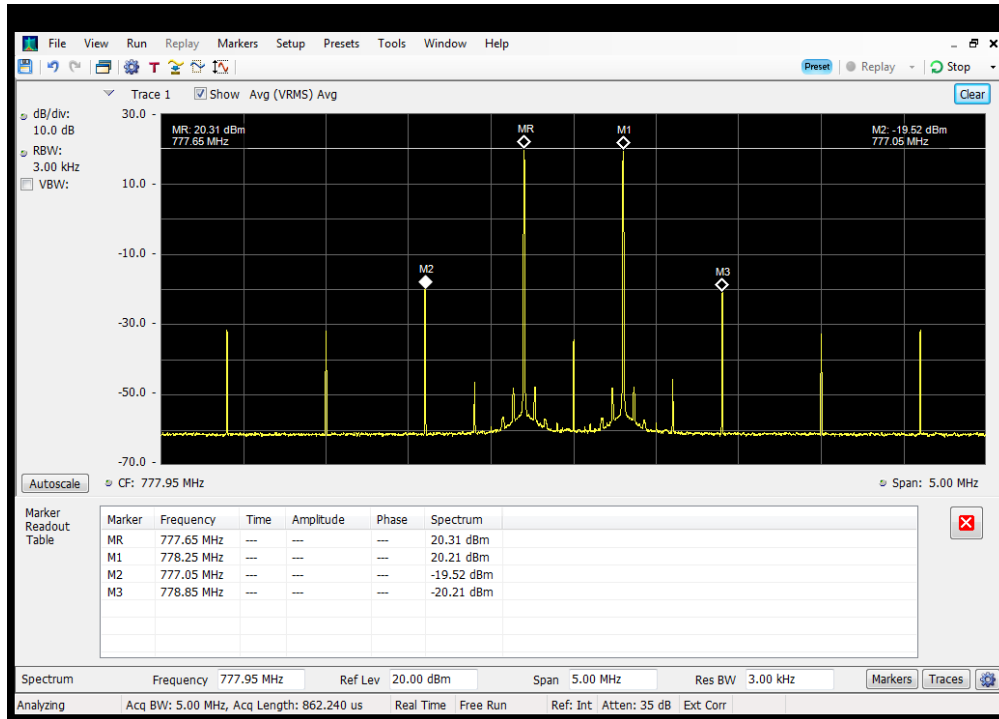 File View Run Replay Markers Setup Presets Tools Window Help
T Preset Replay Stop
Trace 1 Show Avg (VRMS) Avg Clear
dB/div:
10.0 dB
RBW:
3.00 kHz
VBW:
30.0
10.0
-10.0
-30.0
-50.0
-70.0
MR: 20.31 dBm
777.65 MHz
MR
M1
M2: -19.52 dBm
777.05 MHz
M2
M3
Autoscale CF: 777.95 MHz Span: 5.00 MHz
Marker
Readout
Table
Marker Frequency Time Amplitude Phase Spectrum
MR 777.65 MHz --- --- --- 20.31 dBm
M1 778.25 MHz --- --- --- 20.21 dBm
M2 777.05 MHz --- --- --- -19.52 dBm
M3 778.85 MHz --- --- --- -20.21 dBm
Spectrum Frequency 777.95 MHz Ref Lev 20.00 dBm Span 5.00 MHz Res BW 3.00 kHz Markers Traces
Analyzing Acq BW: 5.00 MHz, Acq Length: 862.240 us Real Time Free Run Ref: Int Atten: 35 dB Ext Corr